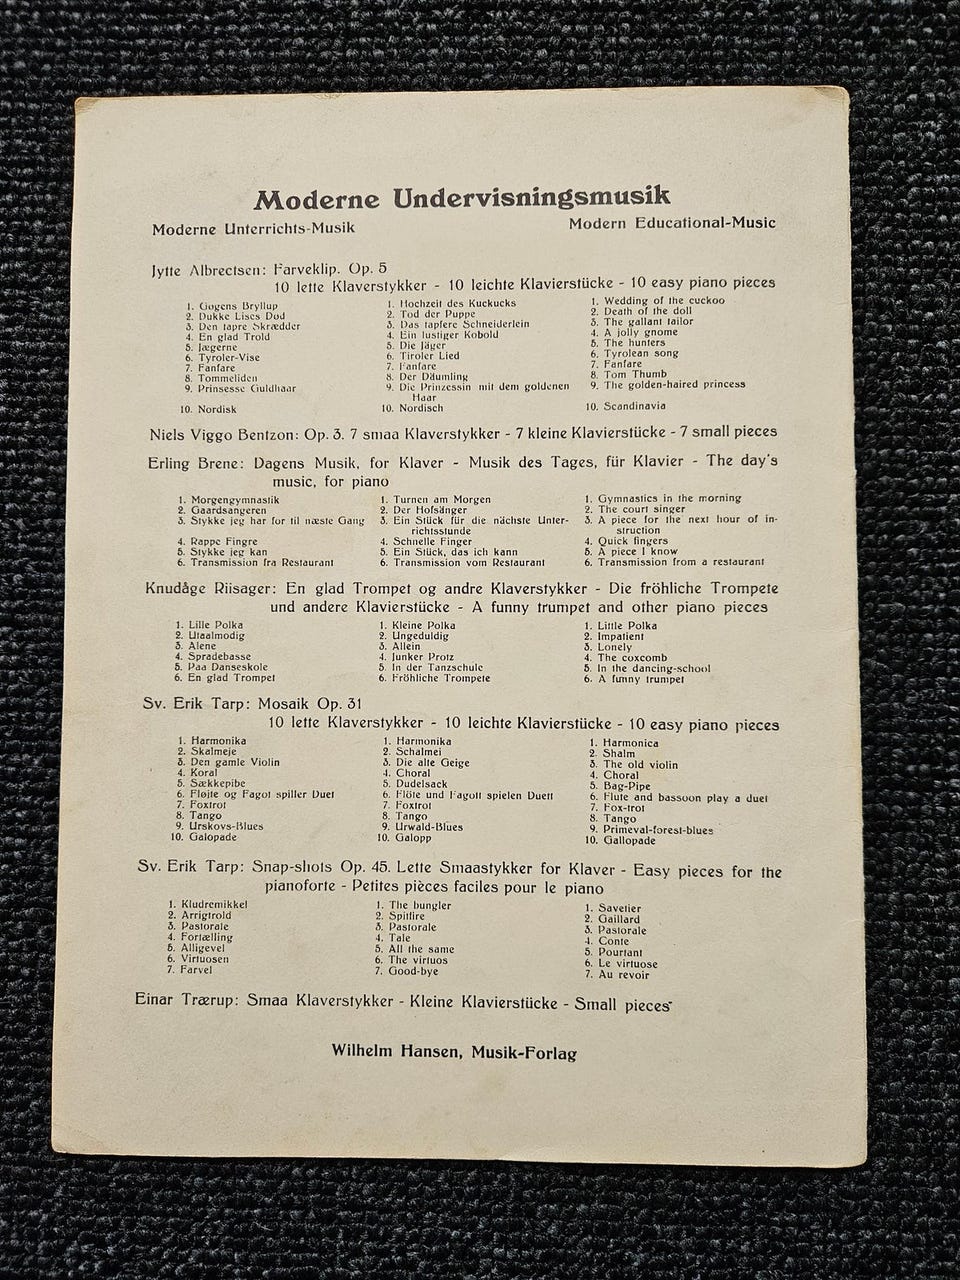 Moderne Undervisningsmusik
Moderne Unterrichts-Musik Modern Educational-Music
Jytte Albrectsen: Farveklip. Op. 5
10 lette Klaverstykker - 10 leichte Klavierstücke - 10 easy piano pieces
1. Gøgens Bryllup
2. Dukke Lises Død
3. Den tapre Skrædder
4. En glad Trold
5. Jægerne
6. Tyroler-Vise
7. Fanfare
8. Tommeliden
9. Prinsesse Guldhaar
10. Nordisk
1. Hochzeit des Kuckucks
2. Tod der Puppe
3. Das tapfere Schneiderlein
4. Ein lustiger Kobold
5. Die Jäger
6. Tiroler Lied
7. Fanfare
8. Der Däumling
9. Die Prinzessin mit dem goldenen
Haar
10. Nordisch
1. Wedding of the cuckoo
2. Death of the doll
3. The gallant tailor
4. A jolly gnome
5. The hunters
6. Tyrolean song
7. Fanfare
8. Tom Thumb
9. The golden-haired princess
10. Scandinavia
Niels Viggo Bentzon: Op. 3. 7 smaa Klaverstykker - 7 kleine Klavierstücke - 7 small pieces
Erling Brene: Dagens Musik, for Klaver - Musik des Tages, für Klavier - The day's
music, for piano
1. Morgengymnastik
2. Gaardsangeren
3. Stykke jeg har for til næste Gang
4. Rappe Fingre
5. Stykke jeg kan
6. Transmission fra Restaurant
1. Turnen am Morgen
2. Der Hofsänger
3. Ein Stück für die nächste Unter-
richtsstunde
4. Schnelle Finger
5. Ein Stück, das ich kann
6. Transmission vom Restaurant
1. Gymnastics in the morning
2. The court singer
3. A piece for the next hour of in-
struction
4. Quick fingers
5. A piece I know
6. Transmission from a restaurant
Knudåge Riisager: En glad Trompet og andre Klaverstykker - Die fröhliche Trompete
und andere Klavierstücke - A funny trumpet and other piano pieces
1. Lille Polka
2. Utaalmodig
3. Alene
4. Spradebasse
5. Paa Danseskole
6. En glad Trompet
1. Kleine Polka
2. Ungeduldig
3. Allein
4. Junker Protz
5. In der Tanzschule
6. Fröhliche Trompete
1. Little Polka
2. Impatient
3. Lonely
4. The coxcomb
5. In the dancing-school
6. A funny trumpet
Sv. Erik Tarp: Mosaik Op. 31
10 lette Klaverstykker - 10 leichte Klavierstücke - 10 easy piano pieces
1. Harmonika
2. Skalmeje
3. Den gamle Violin
4. Koral
5. Sækkepibe
6. Fløjte og Fagot spiller Duet
7. Foxtrot
8. Tango
9. Urskovs-Blues
10. Galopade
1. Harmonika
2. Schalmei
3. Die alte Geige
4. Choral
5. Dudelsack
6. Flöte und Fagott spielen Duett
7. Foxtrot
8. Tango
9. Urwald-Blues
10. Galopp
1. Harmonica
2. Shalm
3. The old violin
4. Choral
5. Bag-Pipe
6. Flute and bassoon play a duet
7. Fox-trot
8. Tango
9. Primeval-forest-blues
10. Gallopade
Sv. Erik Tarp: Snap-shots Op. 45. Lette Smaastykker for Klaver - Easy pieces for the
pianoforte - Petites pièces faciles pour le piano
1. Kludremikkel
2. Arrigtrold
3. Pastorale
4. Fortælling
5. Alligevel
6. Virtuosen
7. Farvel
1. The bungler
2. Spitfire
3. Pastorale
4. Tale
5. All the same
6. The virtuos
7. Good-bye
1. Savetier
2. Gaillard
3. Pastorale
4. Conte
5. Pourtant
6. Le virtuose
7. Au revoir
Einar Trærup: Smaa Klaverstykker - Kleine Klavierstücke - Small pieces
Wilhelm Hansen, Musik-Forlag